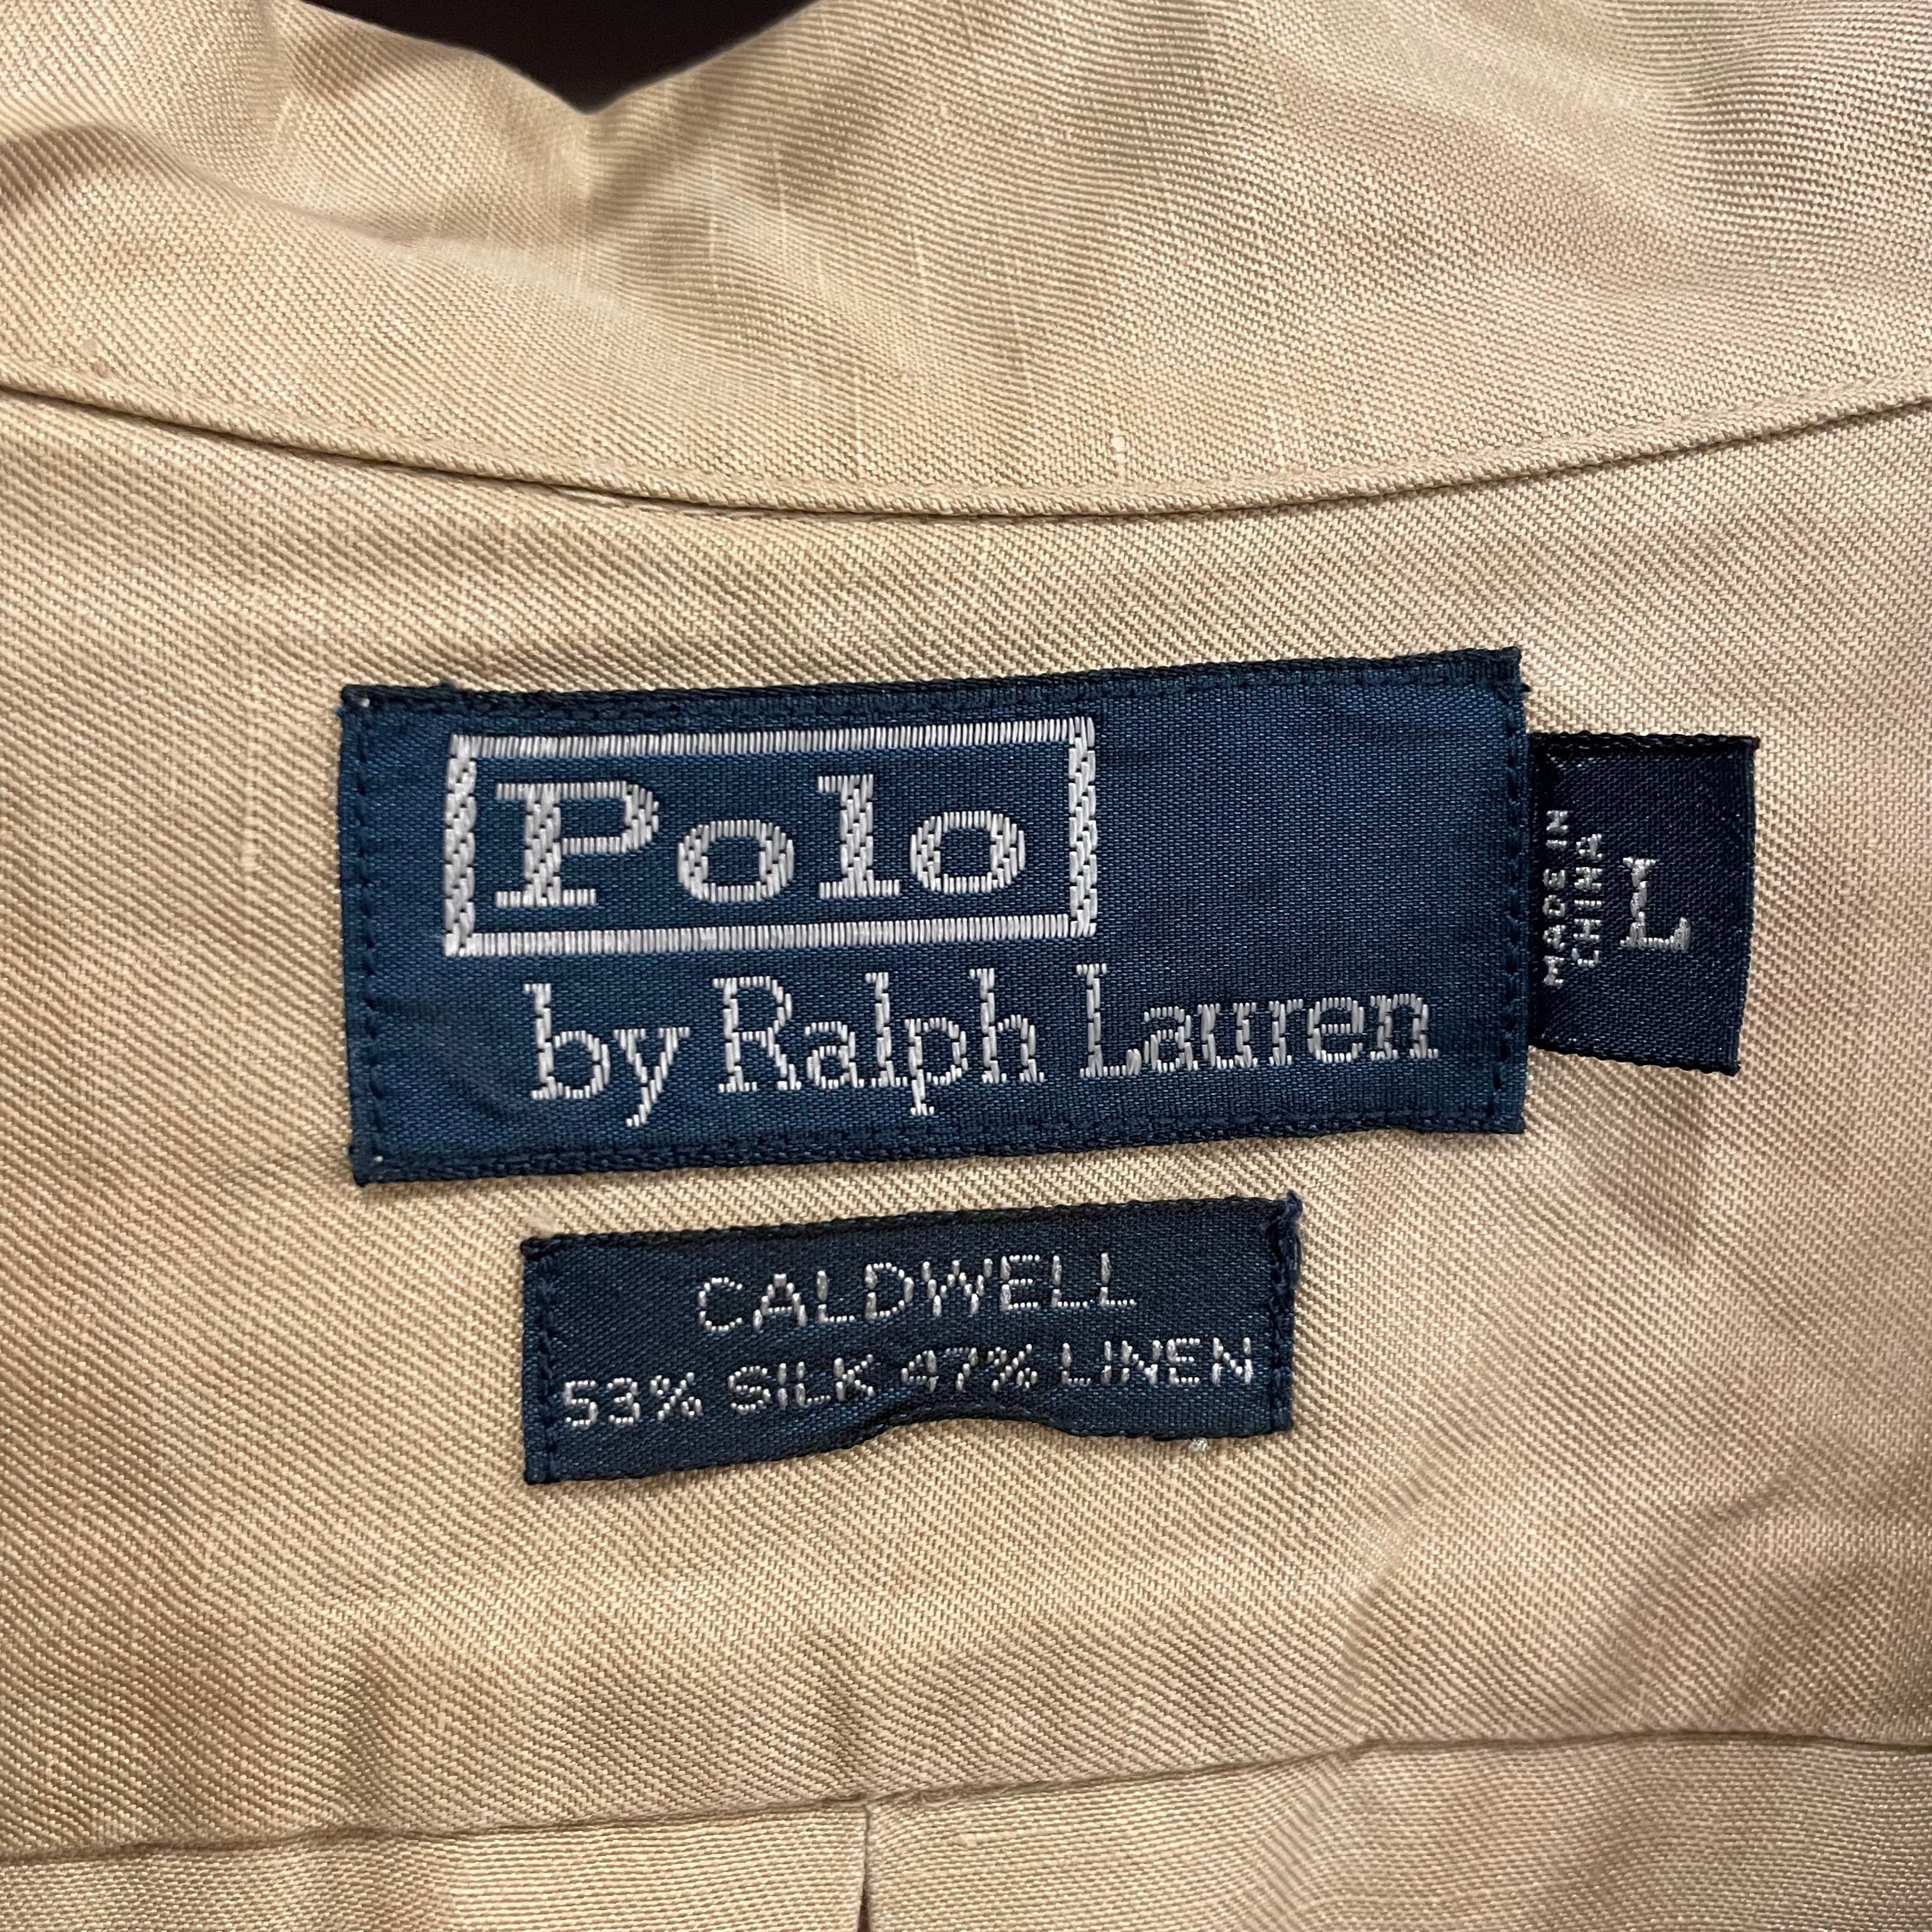 Polo
by Ralph Lauren
MADE IN
CHINA
L
CALDWELL
53% SILK 47% LINEN